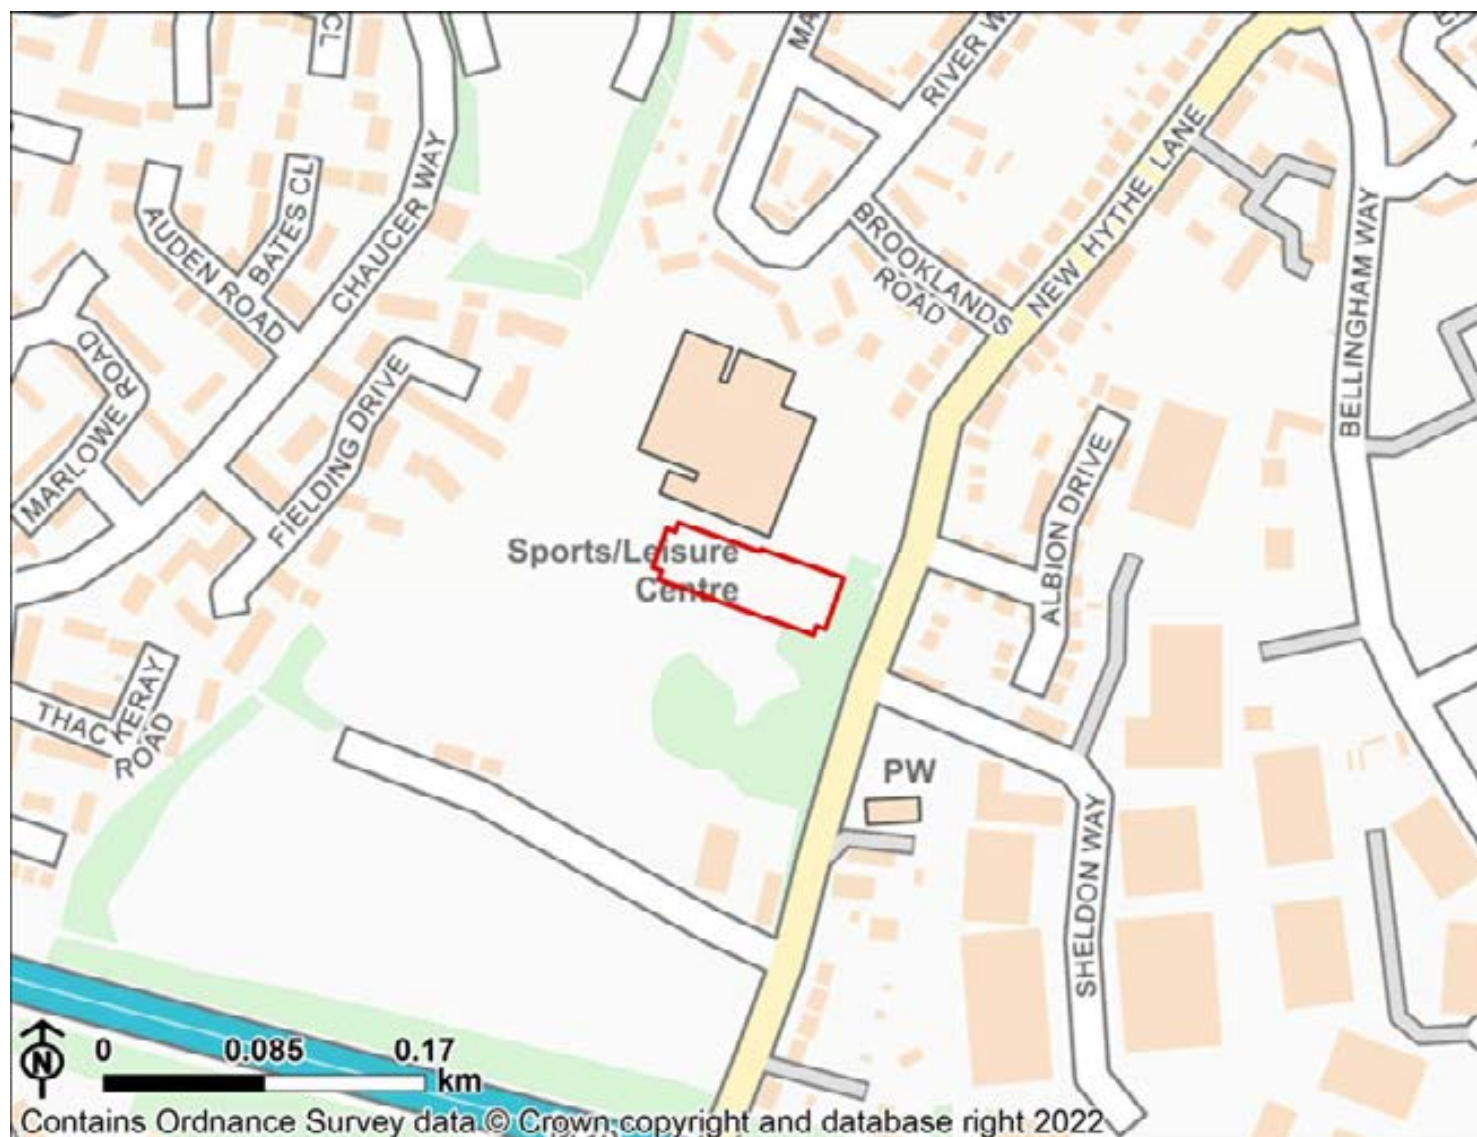 CL
MA
RIVER W
CHAUCER WAY
BATES CL
AUDEN ROAD
NEW HYTHE LANE
BROOKLANDS
ROAD
BELLINGHAM WAY
MARLOWE ROAD
FIELDING DRIVE
ALBION DRIVE
Sports/Leisure
Centre
THACKERAY
ROAD
PW
SHELDON WAY
N
0 0.085 0.17
km
Contains Ordnance Survey data © Crown copyright and database right 2022